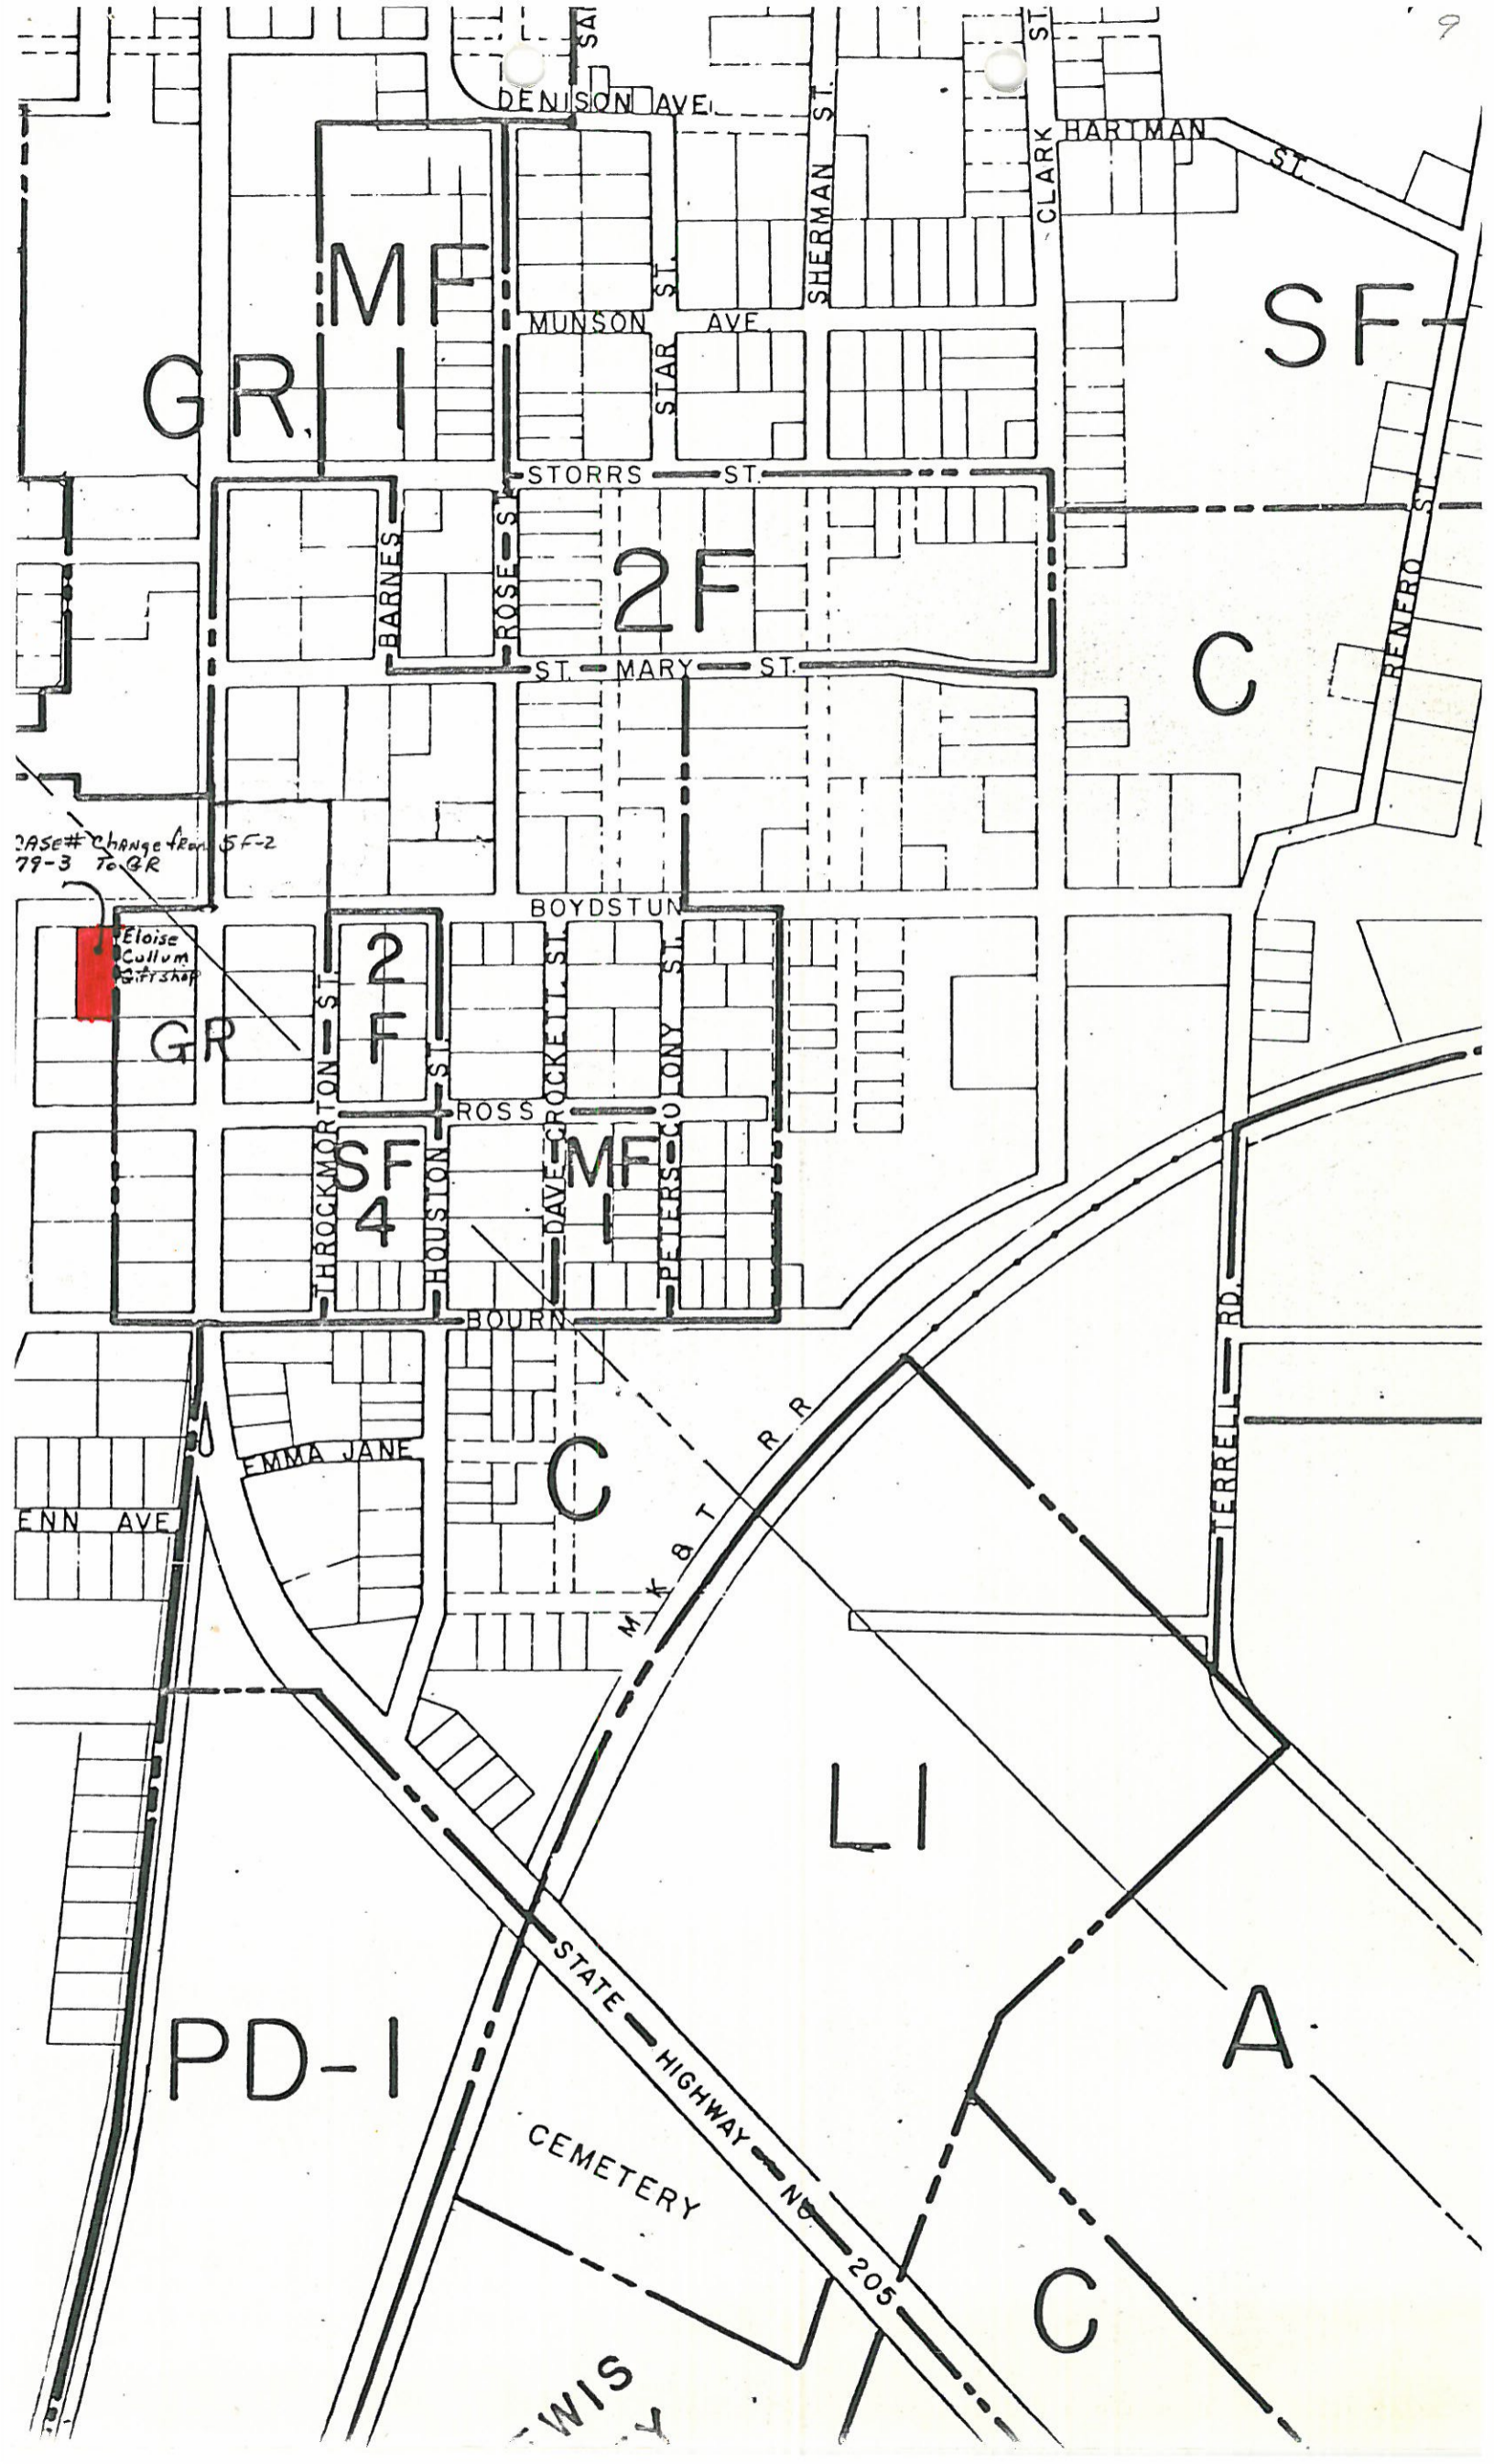 9
DENISON AVE.
HARTMAN ST.
SHERMAN ST.
CLARK ST.
MF
1
GR
MUNSON AVE.
STAR ST.
SF
STORRS ST.
BARNES
ROSE ST
2F
RENFRO ST.
ST. MARY ST.
C
CASE# Change from SF-2
79-3 To GR
BOYDSTUN
Eloise
Cullum
Giftshop
GR
2
F
THROCKMORTON ST.
HOUSTON ST.
DAVE CROCKETT ST.
PETERS COLONY ST.
ROSS
SF
4
MF
1
BOURN
TERRELL RD.
EMMA JANE
C
M K & T R R
ENN AVE
LI
STATE HIGHWAY NO 205
PD-1
A
CEMETERY
C
WIS
Y